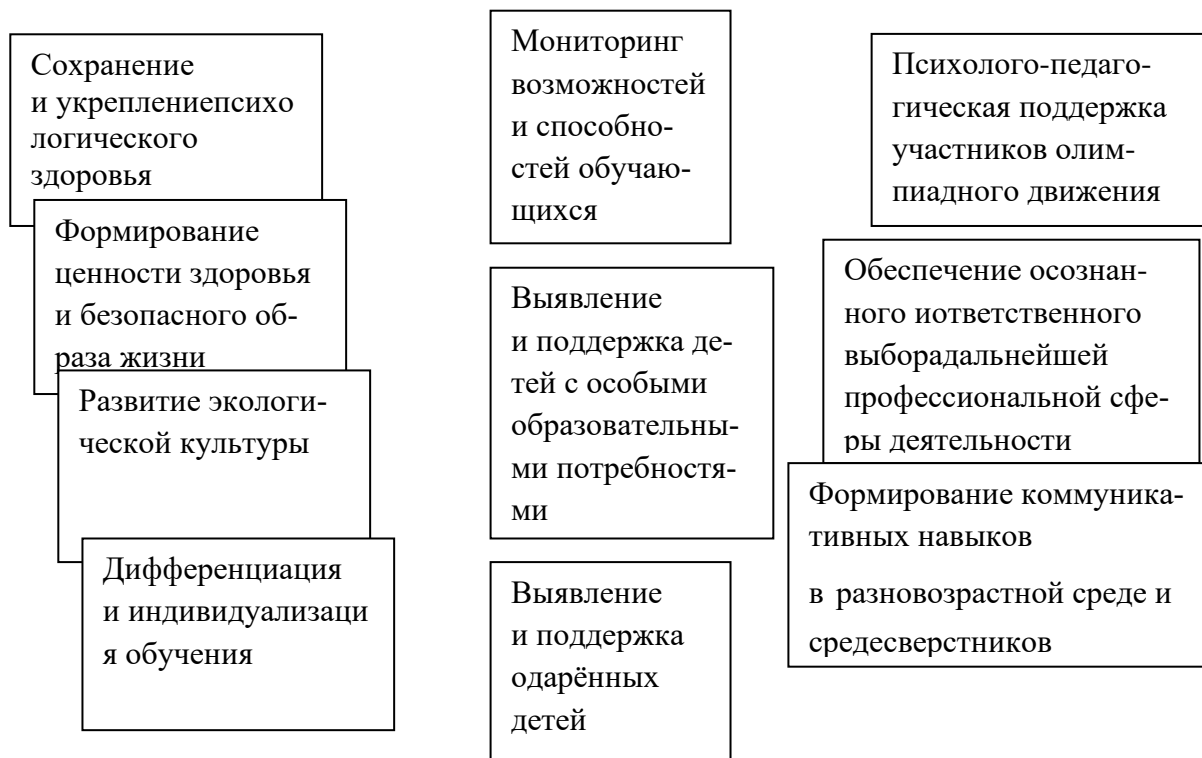 Сохранение
и укреплениепсихо
логического
здоровья
Формирование
ценности здоровья
и безопасного об-
раза жизни
Развитие экологи-
ческой культуры
Дифференциация
и индивидуализаци
я обучения
Мониторинг
возможностей
и способно-
стей обучаю-
щихся
Выявление
и поддержка де-
тей с особыми
образовательны-
ми потребностя-
ми
Выявление
и поддержка
одарённых
детей
Психолого-педаго-
гическая поддержка
участников олим-
пиадного движения
Обеспечение осознан-
ного иответственного
выборадальнейшей
профессиональной сфе-
ры деятельности
Формирование коммуника-
тивных навыков
в разновозрастной среде и
средесверстников